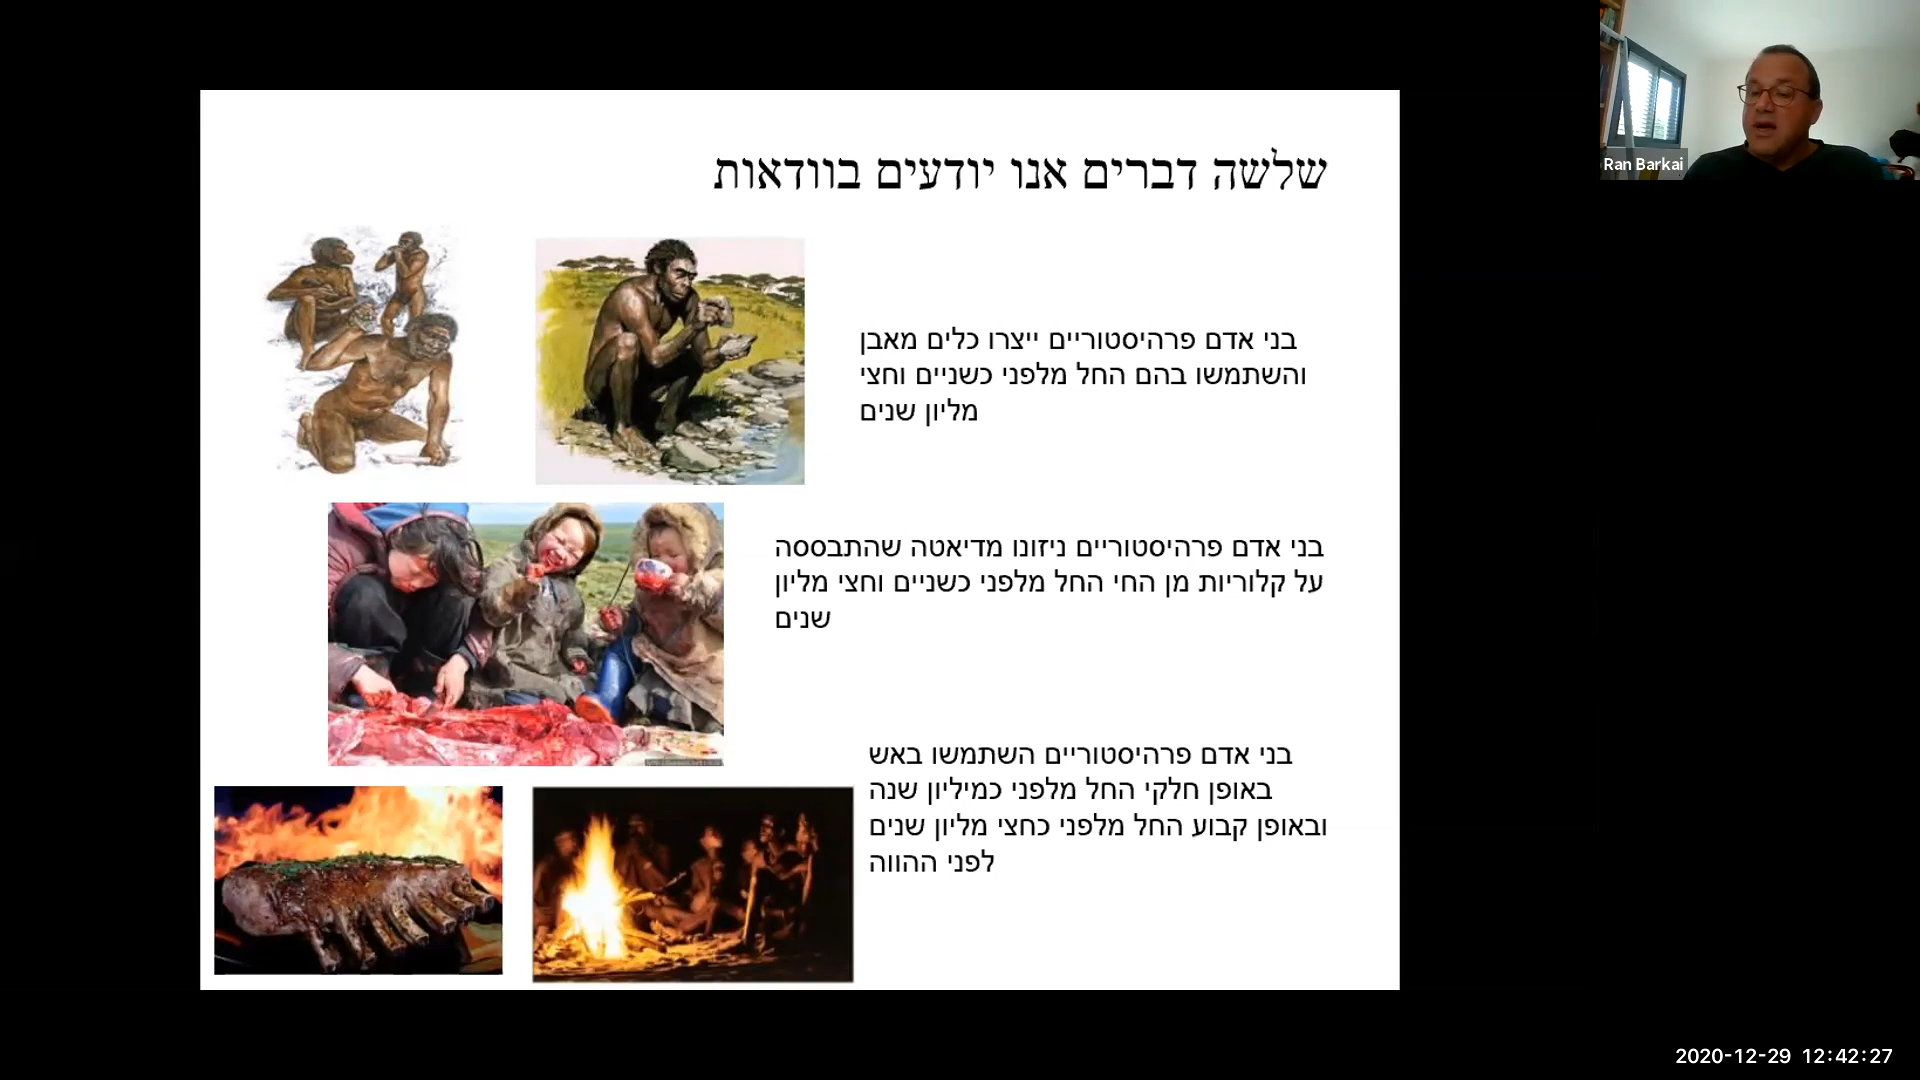 שלשה דברים אנו יודעים בוודאות
בני אדם פרהיסטוריים ייצרו כלים מאבן
והשתמשו בהם החל מלפני כשניים וחצי
מליון שנים
בני אדם פרהיסטוריים ניזונו מדיאטה שהתבססה
על קלוריות מן החי החל מלפני כשניים וחצי מליון
שנים
בני אדם פרהיסטוריים השתמשו באש
באופן חלקי החל מלפני כמיליון שנה
ובאופן קבוע החל מלפני כחצי מליון שנים
לפני ההווה
Ran Barkai
2020-12-29 12:42:27